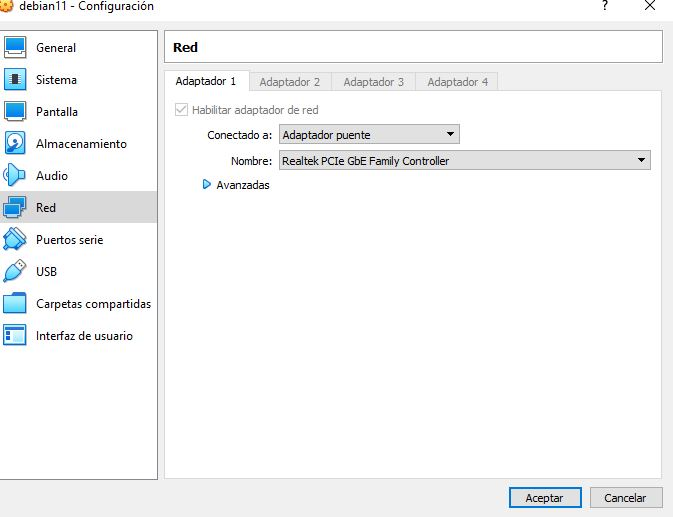 debian11 - Configuración
?
General
Sistema
Pantalla
Almacenamiento
Audio
Red
Puertos serie
USB
Carpetas compartidas
Interfaz de usuario
Red
Adaptador 1 Adaptador 2 Adaptador 3 Adaptador 4
Habilitar adaptador de red
Conectado a: Adaptador puente
Nombre: Realtek PCIe GbE Family Controller
Avanzadas
Aceptar Cancelar